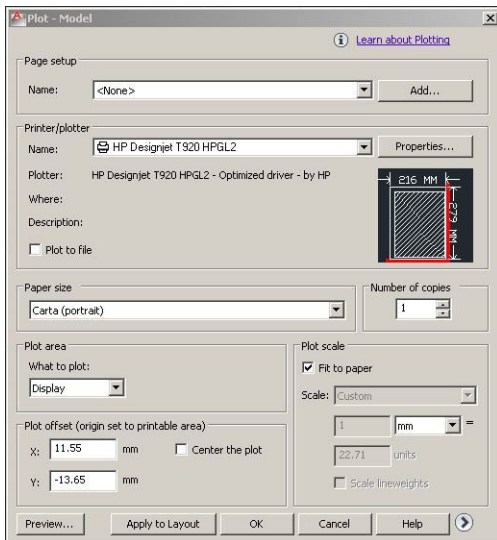 Plot - Model
Learn about Plotting
Page setup
Name: <None> Add...
Printer/plotter
Name: HP Designjet T920 HPGL2 Properties...
Plotter: HP Designjet T920 HPGL2 - Optimized driver - by HP
Where:
Description:
Plot to file
216 MM
279 MM
Paper size
Carta (portrait)
Number of copies
1
Plot area
What to plot:
Display
Plot offset (origin set to printable area)
X: 11.55 mm Center the plot
Y: -13.65 mm
Plot scale
Fit to paper
Scale: Custom
1 mm =
22.71 units
Scale lineweights
Preview... Apply to Layout OK Cancel Help